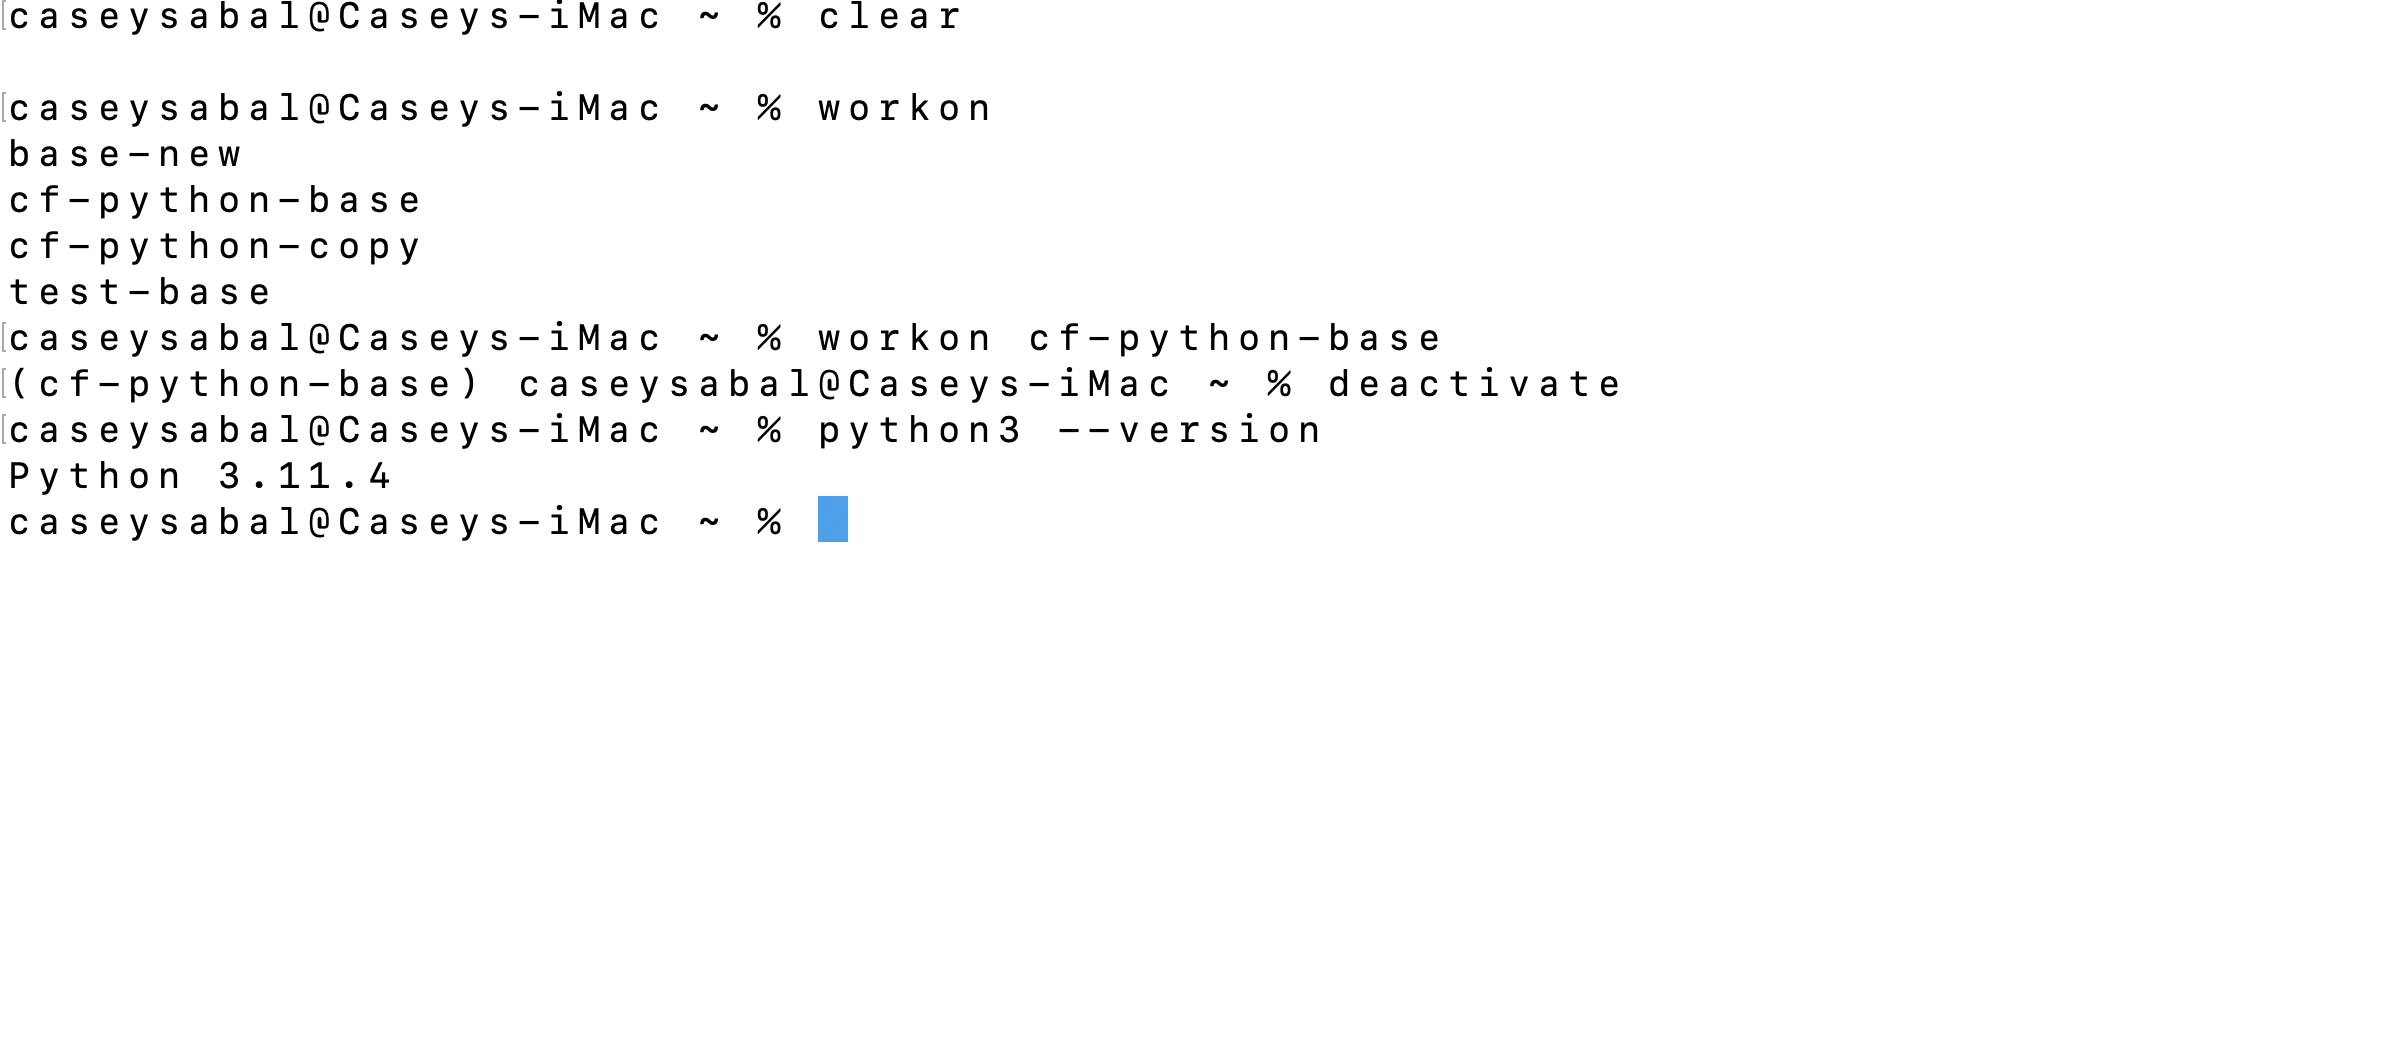 caseysabal@Caseys-iMac ~ % clear
caseysabal@Caseys-iMac ~ % workon
base-new
cf-python-base
cf-python-copy
test-base
caseysabal@Caseys-iMac ~ % workon cf-python-base
(cf-python-base) caseysabal@Caseys-iMac ~ % deactivate
caseysabal@Caseys-iMac ~ % python3 --version
Python 3.11.4
caseysabal@Caseys-iMac ~ %